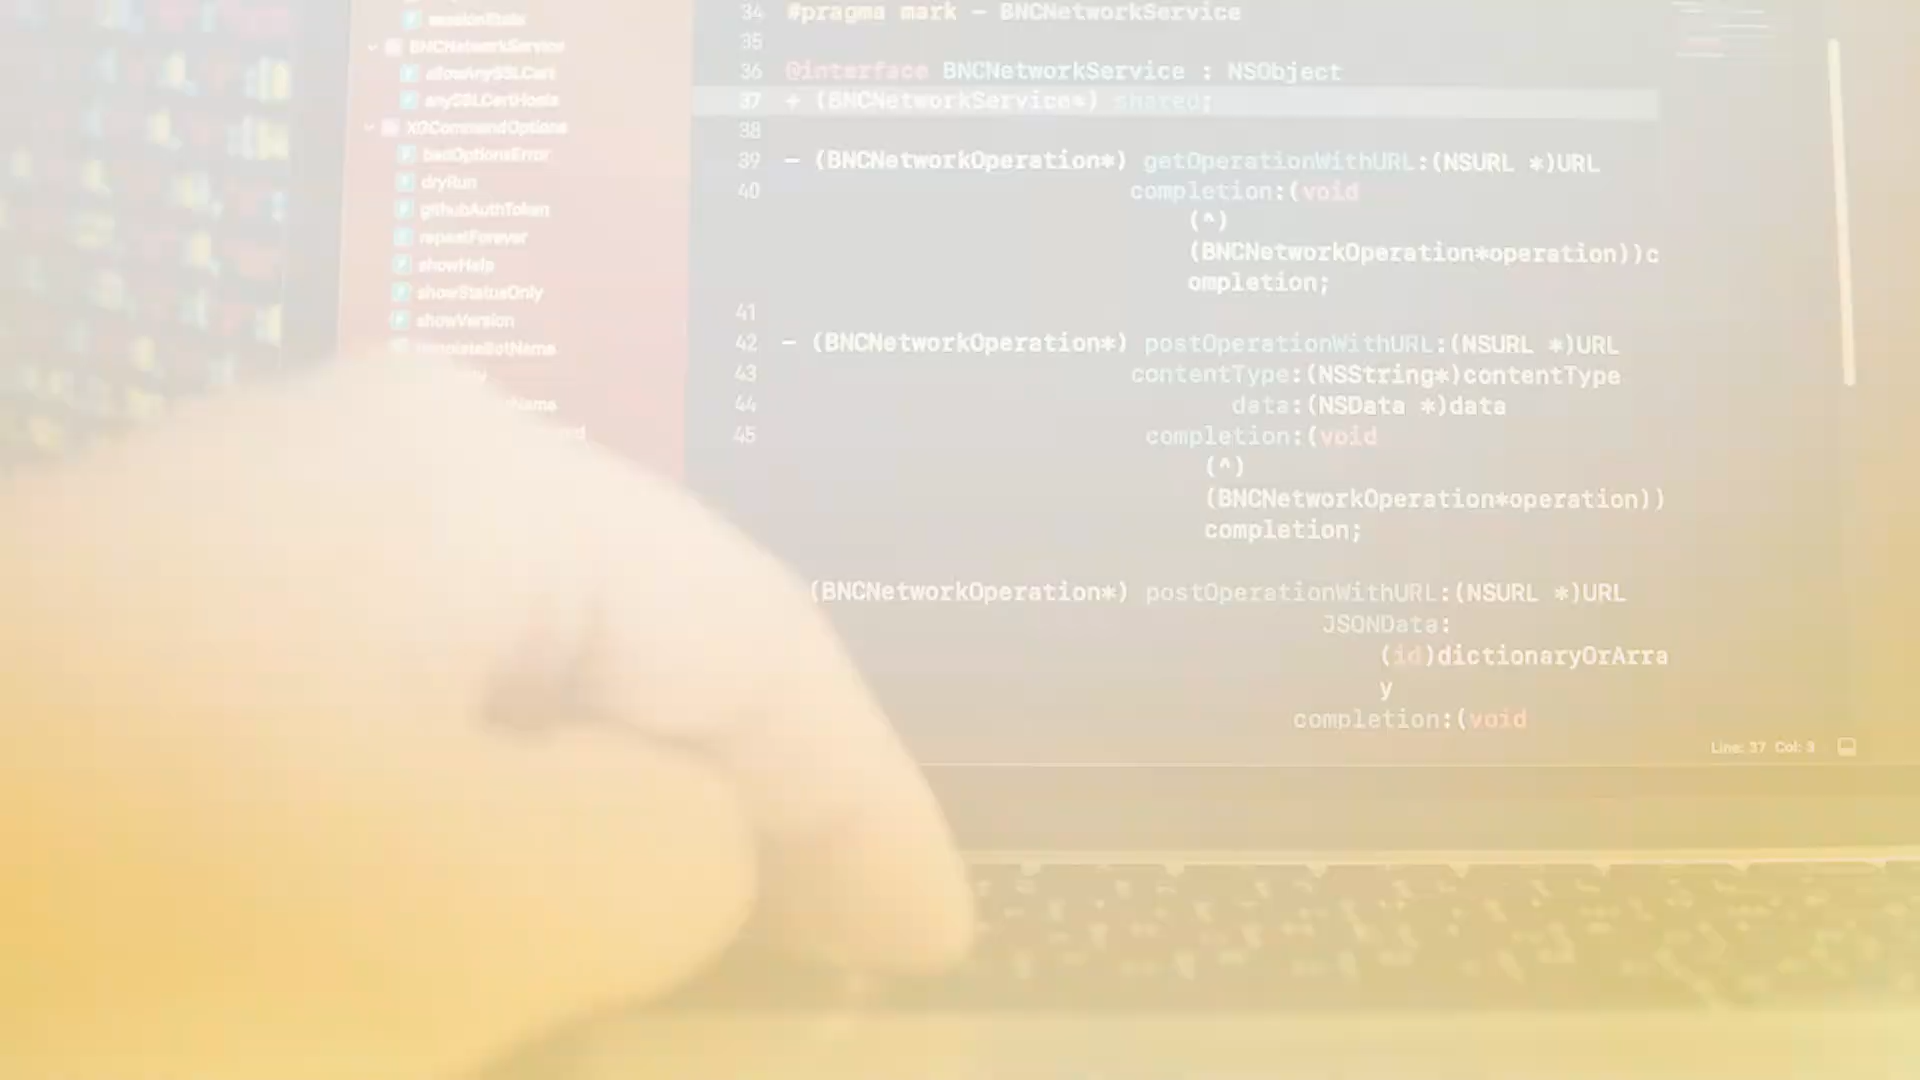 sessionStats
BNCNetworkService
allowAnySSLCert
anySSLCertHosts
XGCommandOptions
badOptionsError
dryRun
githubAuthToken
repeatForever
showHelp
showStatusOnly
showVersion
templateBotName
34 #pragma mark – BNCNetworkService
35
36 @interface BNCNetworkService : NSObject
37 + (BNCNetworkService*) shared;
38
39 – (BNCNetworkOperation*) getOperationWithURL:(NSURL *)URL
40 completion:(void
(^)
(BNCNetworkOperation*operation))c
ompletion;
41
42 – (BNCNetworkOperation*) postOperationWithURL:(NSURL *)URL
43 contentType:(NSString*)contentType
44 data:(NSData *)data
45 completion:(void
(^)
(BNCNetworkOperation*operation))
completion;
(BNCNetworkOperation*) postOperationWithURL:(NSURL *)URL
JSONData:
(id)dictionaryOrArra
y
completion:(void
Line: 37 Col: 3